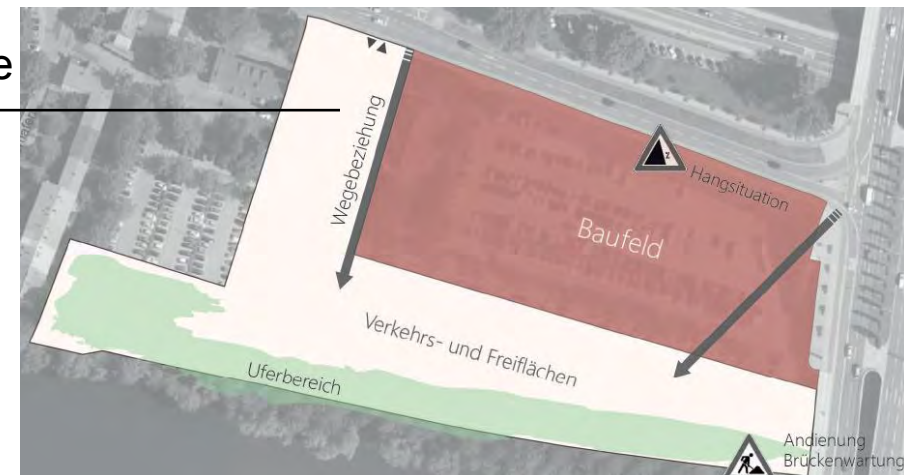 e
Wegebeziehung
Hangsituation
Baufeld
Verkehrs- und Freiflächen
Uferbereich
Andienung
Brückenwartung